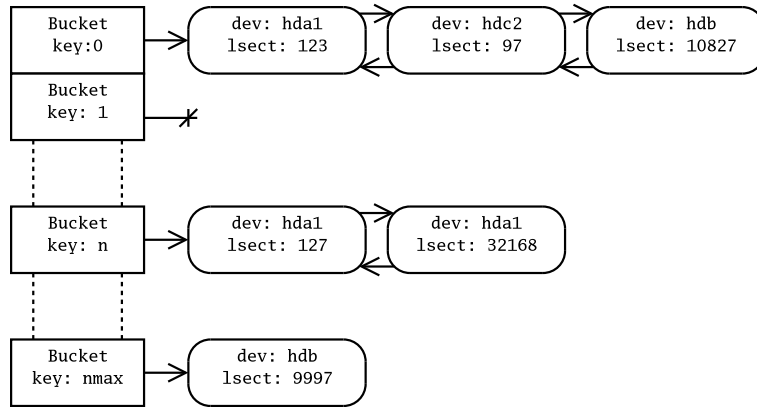 Bucket
key:0
dev: hda1
lsect: 123
dev: hdc2
lsect: 97
dev: hdb
lsect: 10827
Bucket
key: 1
Bucket
key: n
dev: hda1
lsect: 127
dev: hda1
lsect: 32168
Bucket
key: nmax
dev: hdb
lsect: 9997